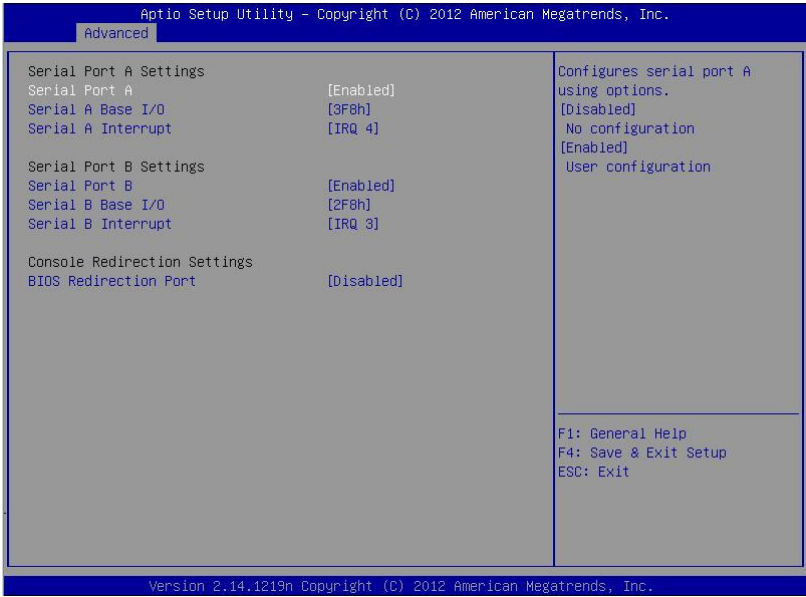 Aptio Setup Utility – Copyright (C) 2012 American Megatrends, Inc.
Advanced
Serial Port A Settings
Serial Port A [Enabled]
Serial A Base I/O [3F8h]
Serial A Interrupt [IRQ 4]
Serial Port B Settings
Serial Port B [Enabled]
Serial B Base I/O [2F8h]
Serial B Interrupt [IRQ 3]
Console Redirection Settings
BIOS Redirection Port [Disabled]
Configures serial port A
using options.
[Disabled]
No configuration
[Enabled]
User configuration
F1: General Help
F4: Save & Exit Setup
ESC: Exit
Version 2.14.1219n Copyright (C) 2012 American Megatrends, Inc.